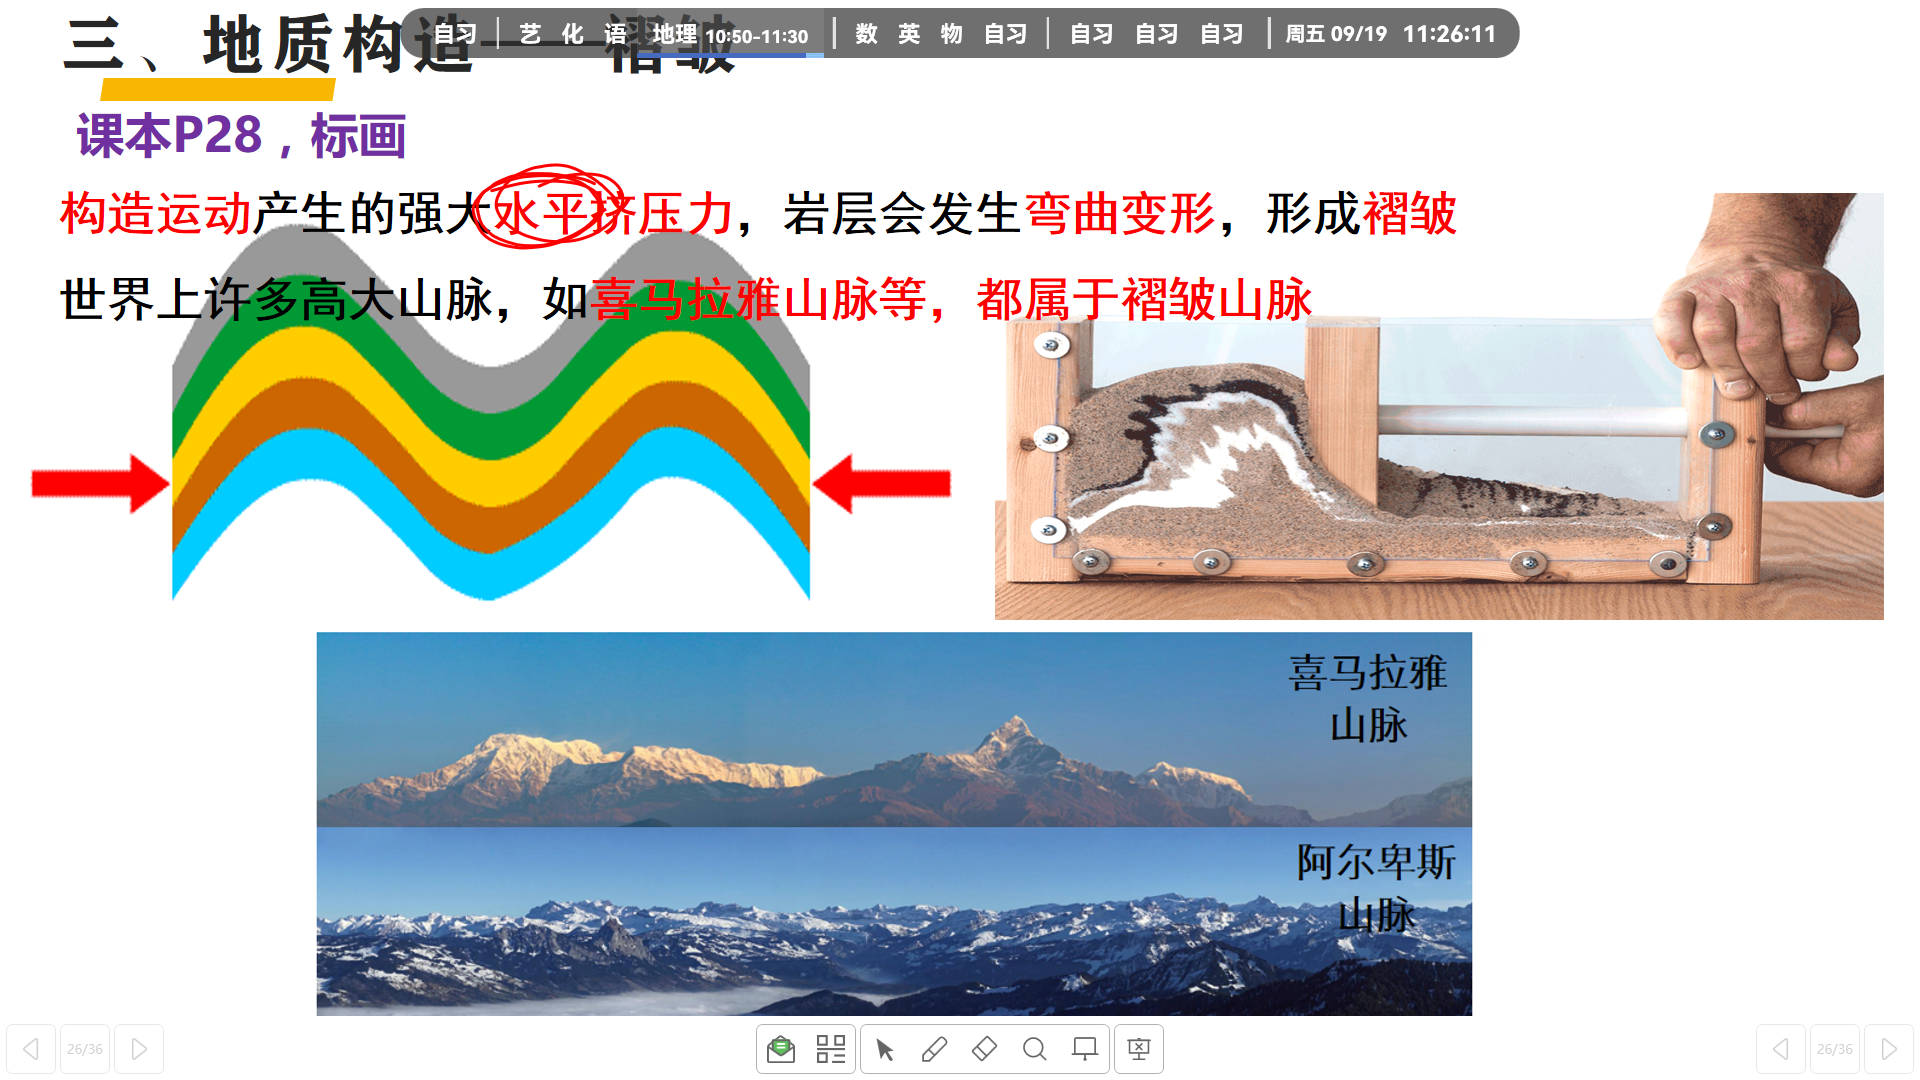 三、地质构造——褶皱
自习 艺 化 语 地理 10:50-11:30 数 英 物 自习 自习 自习 自习 周五 09/19 11:26:11
课本P28，标画
构造运动产生的强大水平挤压力，岩层会发生弯曲变形，形成褶皱
世界上许多高大山脉，如喜马拉雅山脉等，都属于褶皱山脉
喜马拉雅
山脉
阿尔卑斯
山脉
26/36 26/36